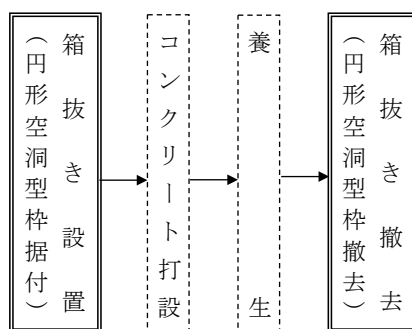 箱抜き設置
（円形空洞型枠据付）
コンクリート打設
養生
箱抜き撤去
（円形空洞型枠撤去）